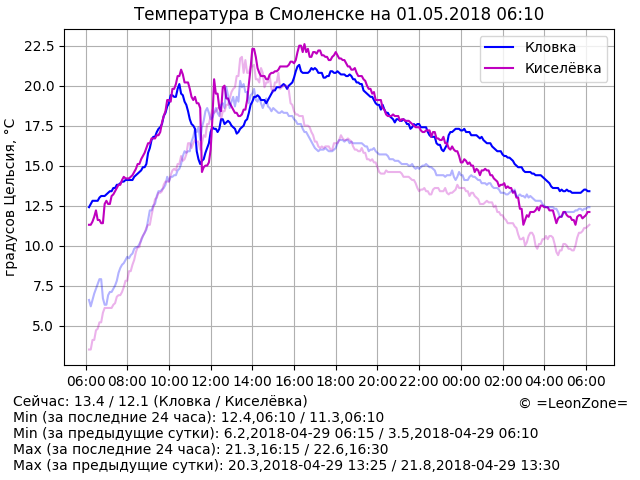 Температура в Смоленске на 01.05.2018 06:10
градусов Цельсия, °C
22.5
20.0
17.5
15.0
12.5
10.0
7.5
5.0
Кловка
Киселёвка
06:00 08:00 10:00 12:00 14:00 16:00 18:00 20:00 22:00 00:00 02:00 04:00 06:00
Сейчас: 13.4 / 12.1 (Кловка / Киселёвка)
© =LeonZone=
Min (за последние 24 часа): 12.4,06:10 / 11.3,06:10
Min (за предыдущие сутки): 6.2,2018-04-29 06:15 / 3.5,2018-04-29 06:10
Max (за последние 24 часа): 21.3,16:15 / 22.6,16:30
Max (за предыдущие сутки): 20.3,2018-04-29 13:25 / 21.8,2018-04-29 13:30